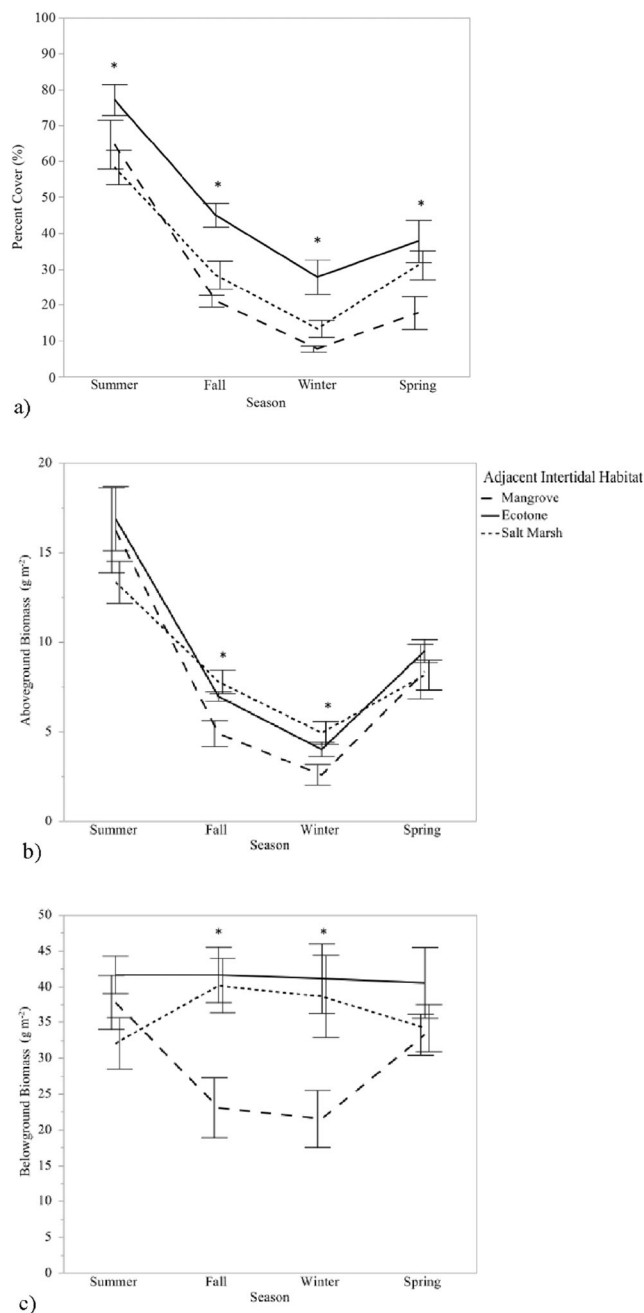 100
90
80
70
60
50
40
30
20
10
0
Percent Cover (%)
*
*
*
*
Summer
Fall
Winter
Spring
Season
a)
20
15
10
5
0
Aboveground Biomass (g m-2)
*
*
Summer
Fall
Winter
Spring
Season
b)
Adjacent Intertidal Habitat
Mangrove
Ecotone
Salt Marsh
50
45
40
35
30
25
20
15
10
5
0
Belowground Biomass (g m-2)
*
*
Summer
Fall
Winter
Spring
Season
c)